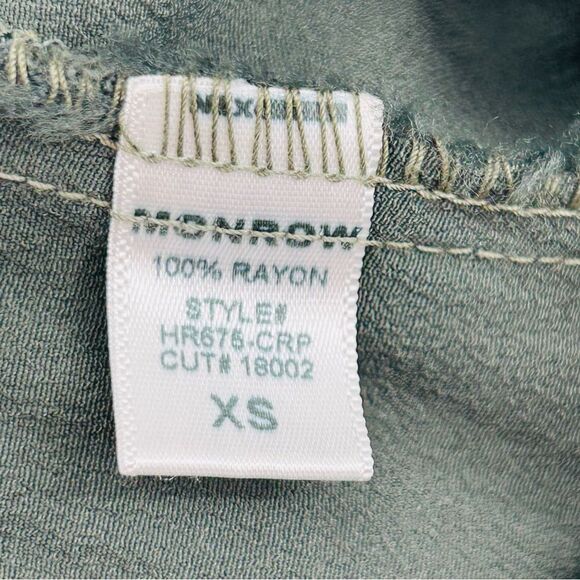 MONROW
100% RAYON
STYLE#
HR676-CRP
CUT# 18002
XS